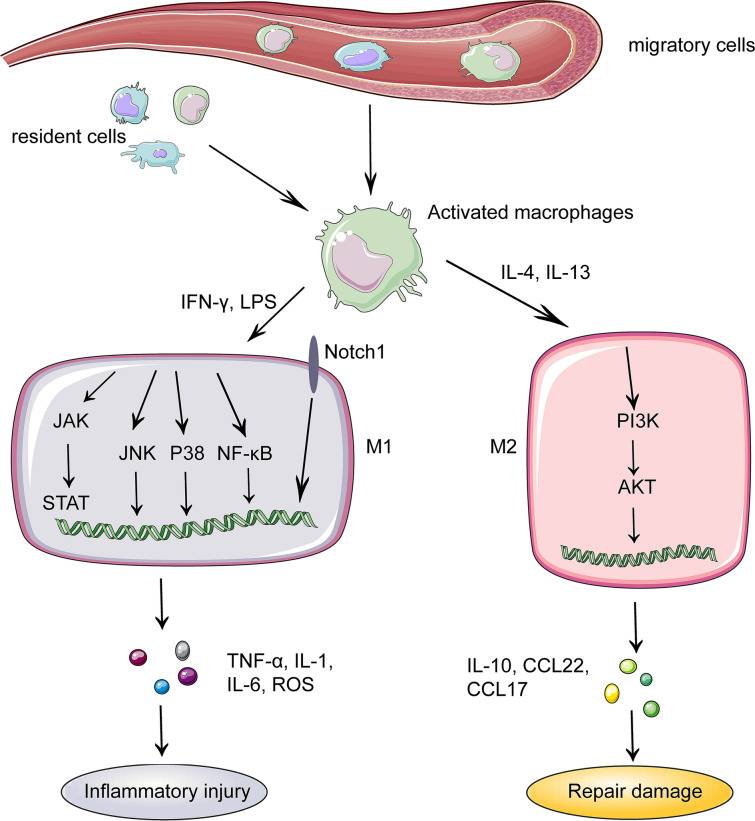 migratory cells
resident cells
Activated macrophages
IFN-γ, LPS
IL-4, IL-13
Notch1
JAK
JNK
P38
NF-κB
STAT
M1
M2
PI3K
AKT
TNF-α, IL-1,
IL-6, ROS
IL-10, CCL22,
CCL17
Inflammatory injury
Repair damage